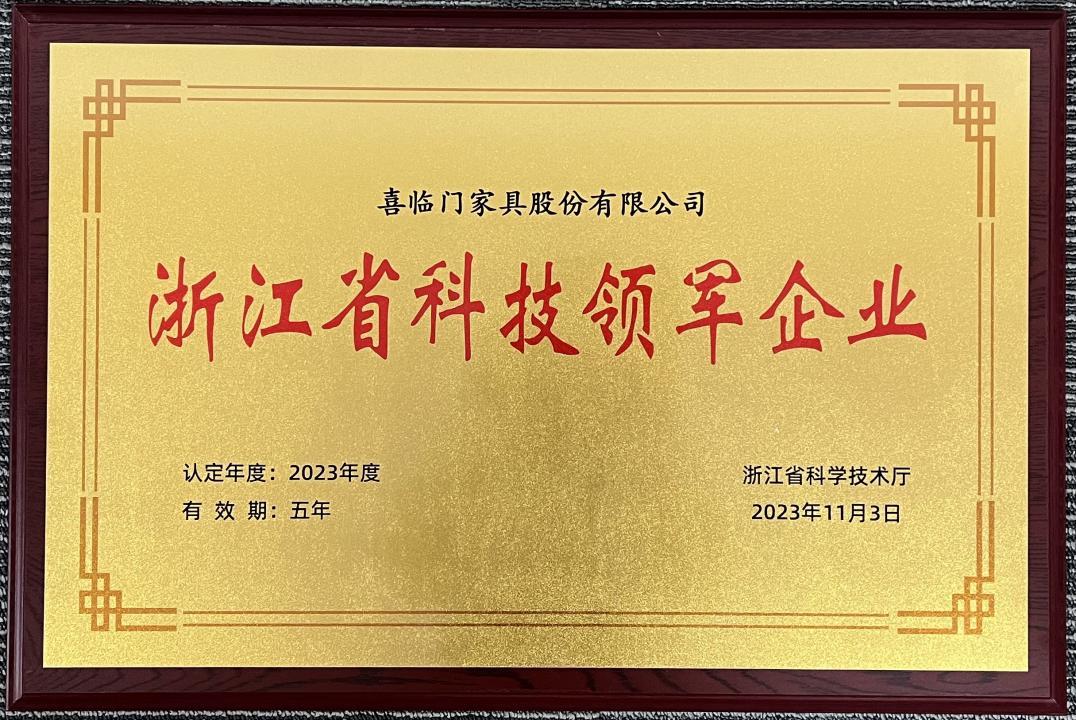 喜临门家具股份有限公司
浙江省科技领军企业
认定年度：2023年度
有 效 期：五年
浙江省科学技术厅
2023年11月3日